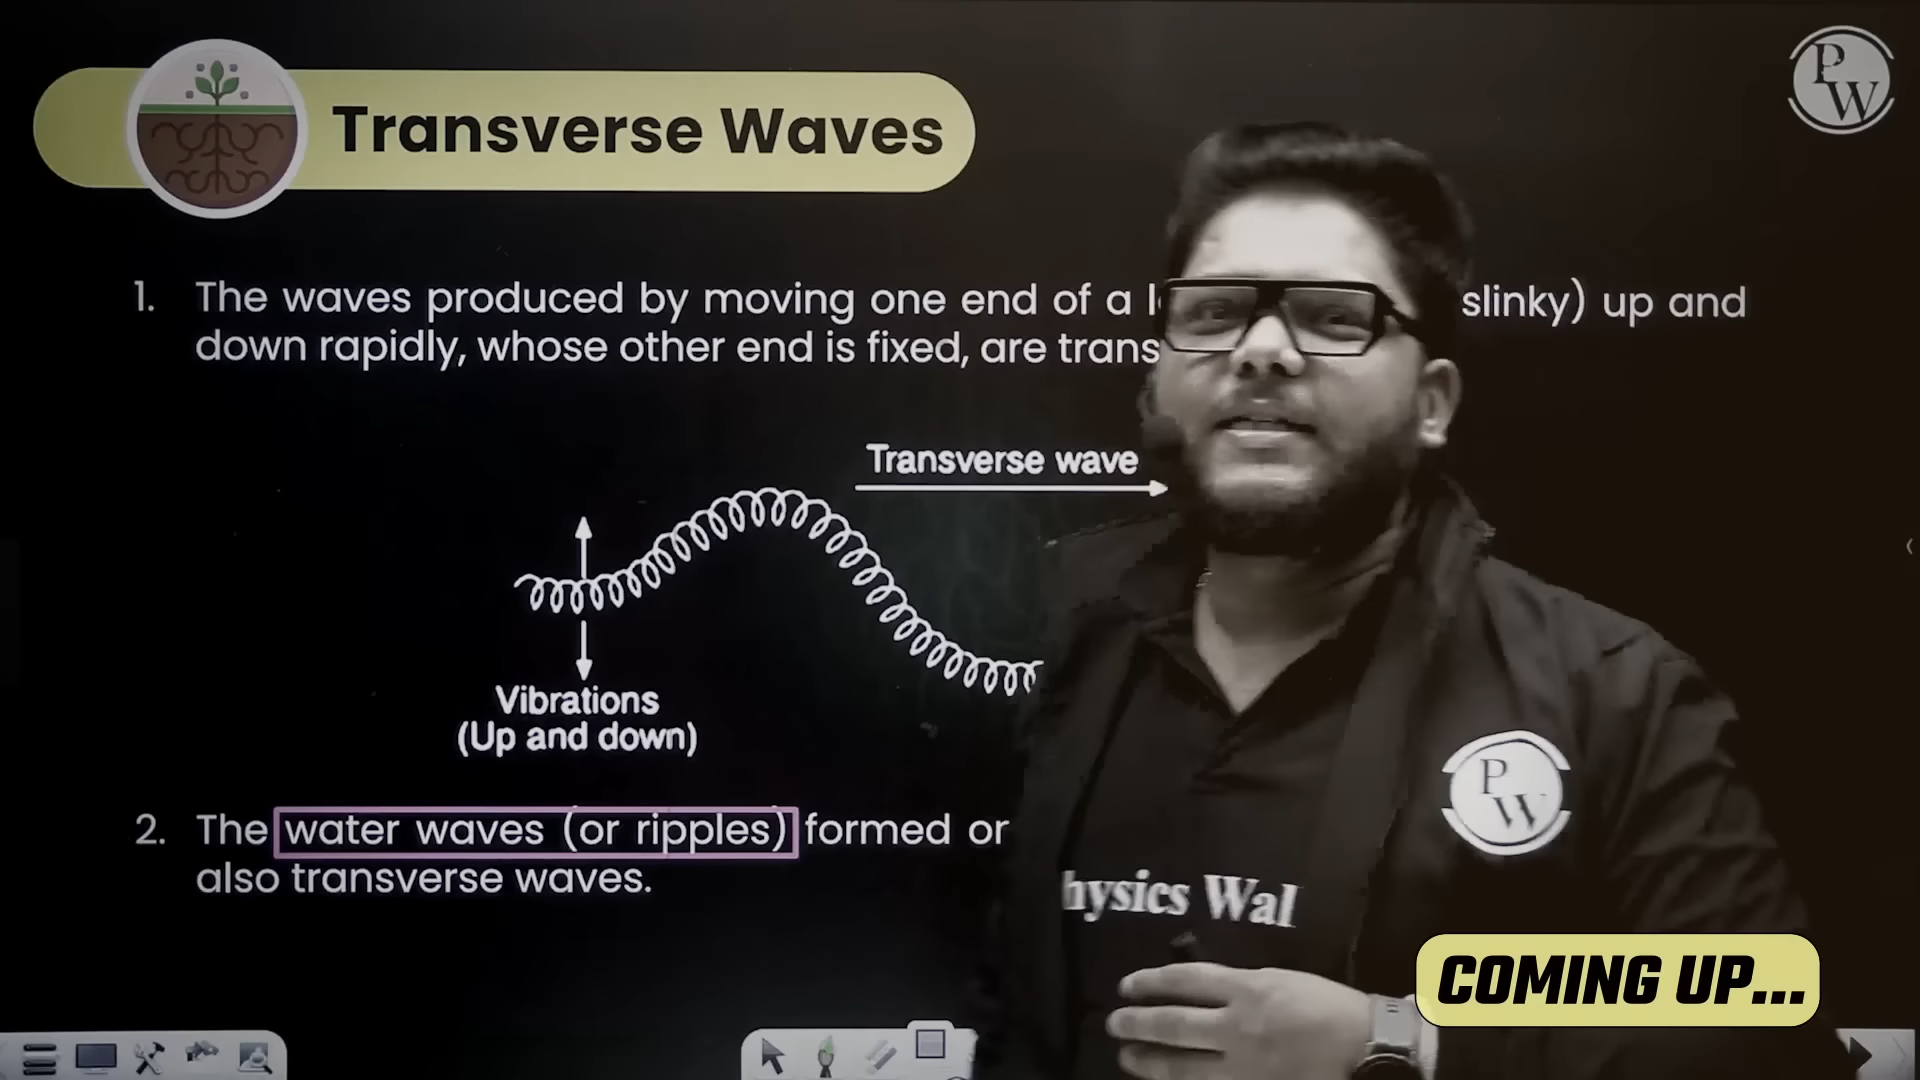 P
W
Transverse Waves
1. The waves produced by moving one end of a slinky) up and
down rapidly, whose other end is fixed, are trans
Transverse wave
Vibrations
(Up and down)
2. The water waves (or ripples) formed or
also transverse waves.
P
W
hysics Wal
COMING UP...